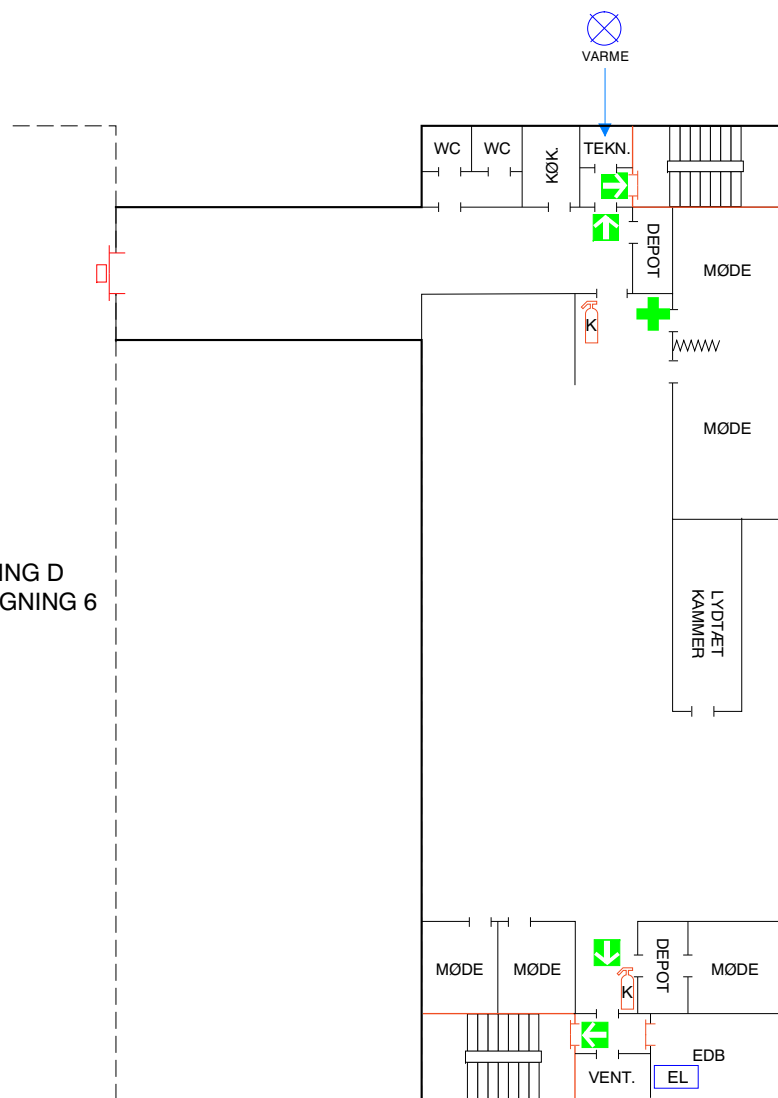 VARME
WC
WC
KØK.
TEKN.
DEPOT
MØDE
K
MØDE
ING D
GNING 6
LYDTÆT
KAMMER
MØDE
MØDE
DEPOT
MØDE
K
EDB
VENT.
EL